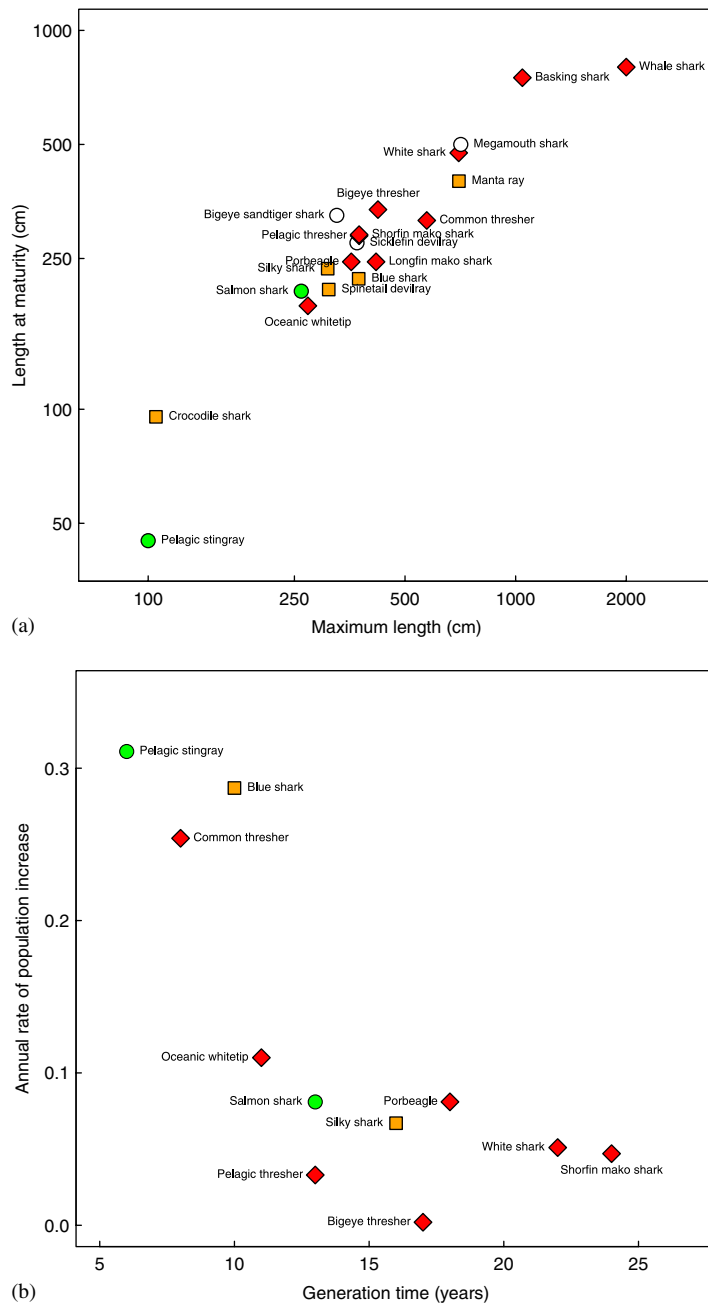 1000
Whale shark
Basking shark
500
Megamouth shark
White shark
Manta ray
Bigeye thresher
Bigeye sandtiger shark
Common thresher
Pelagic thresher
Shorfin mako shark
Sicklefin devilray
250
Porbeagle
Longfin mako shark
Silky shark
Blue shark
Salmon shark
Spinetail devilray
Oceanic whitetip
100
Crocodile shark
50
Pelagic stingray
Length at maturity (cm)
100 250 500 1000 2000
(a)
Maximum length (cm)
0.3
Pelagic stingray
Blue shark
Common thresher
0.2
Annual rate of population increase
Oceanic whitetip
0.1
Salmon shark
Porbeagle
Silky shark
White shark
Shorfin mako shark
Pelagic thresher
Bigeye thresher
0.0
5 10 15 20 25
(b)
Generation time (years)